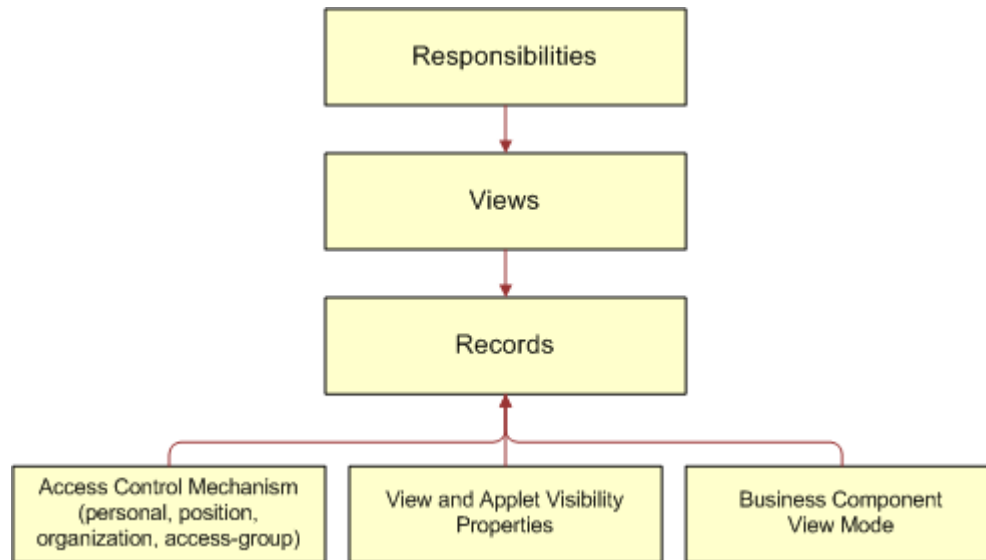 Responsibilities
Views
Records
Access Control Mechanism
(personal, position,
organization, access-group)
View and Applet Visibility
Properties
Business Component
View Mode